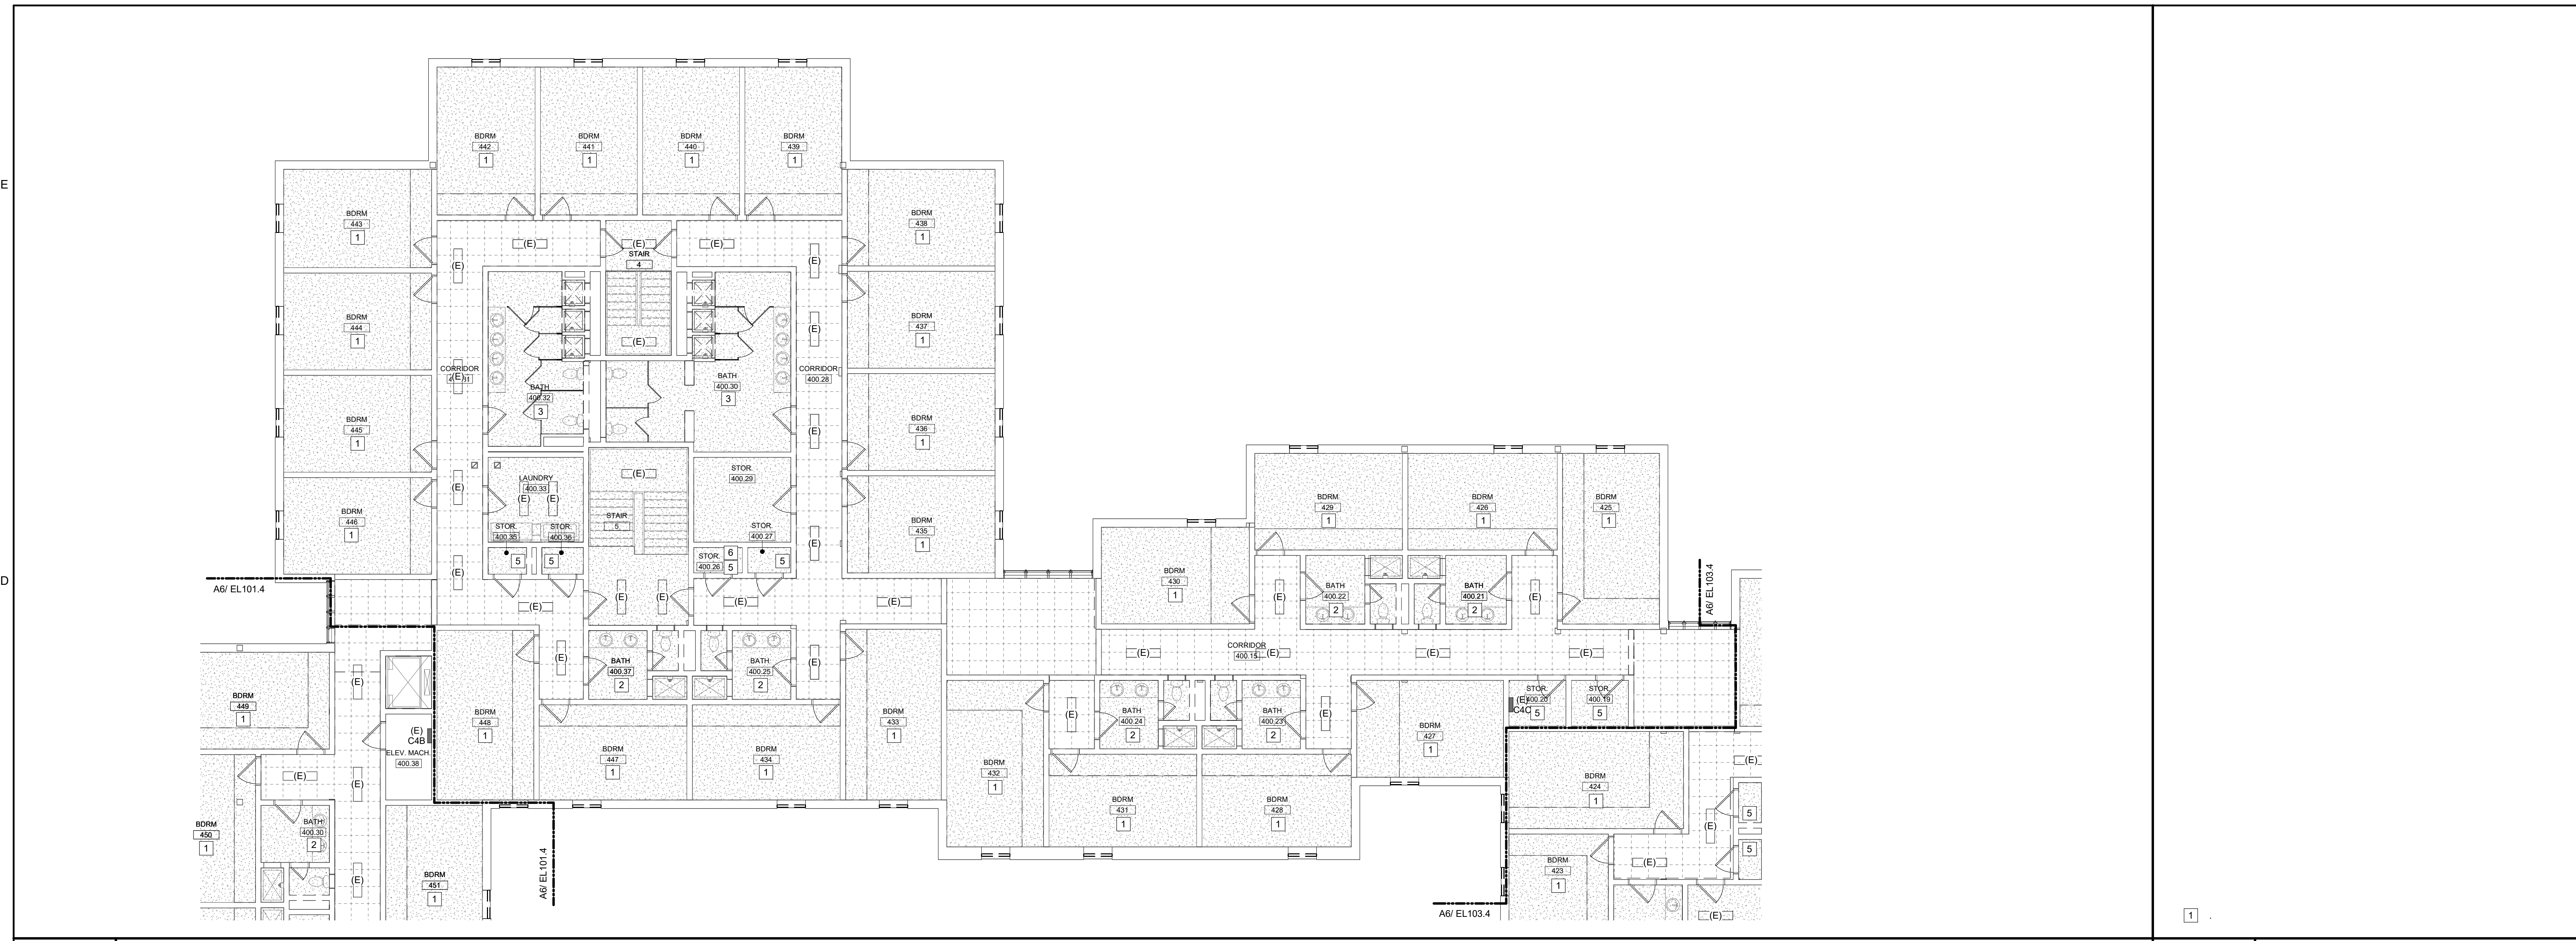 E
D
BDRM
442
1
BDRM
441
1
BDRM
440
1
BDRM
439
1
BDRM
443
1
BDRM
438
1
(E)
(E)
(E)
STAIR
4
(E)
(E)
BDRM
444
1
BDRM
437
1
(E)
(E)
CORRIDOR
(E)
BATH
400.32
3
BATH
400.30
3
CORRIDOR
400.28
BDRM
445
1
BDRM
436
1
(E)
(E)
(E)
LAUNDRY
400.33
(E)
(E)
STOR.
400.29
BDRM
446
1
STAIR
5
BDRM
435
1
STOR.
400.35
STOR.
400.36
STOR.
400.27
STOR.
400.26
6
5
5
5
5
(E)
(E)
(E)
(E)
(E)
(E)
(E)
A6/ EL101.4
(E)
BATH
400.37
2
BATH
400.25
2
(E)
(E)
BDRM
449
1
(E)
C4B
ELEV. MACH.
400.38
BDRM
448
1
BDRM
433
1
BDRM
447
1
BDRM
434
1
(E)
(E)
BDRM
450
1
BATH
400.30
2
(E)
BDRM
451
1
A6/ EL101.4
BDRM
429
1
BDRM
426
1
BDRM
425
1
BDRM
430
1
(E)
BATH
400.22
2
BATH
400.21
2
(E)
A6/ EL103.4
(E)
CORRIDOR
400.15
(E)
(E)
(E)
(E)
BATH
400.24
2
BATH
400.23
2
(E)
BDRM
427
1
STOR.
400.20
(E)
C4C
5
STOR.
400.19
5
BDRM
432
1
BDRM
431
1
BDRM
428
1
BDRM
424
1
(E)
5
(E)
5
BDRM
423
1
(E)
(E)
A6/ EL103.4
1 .